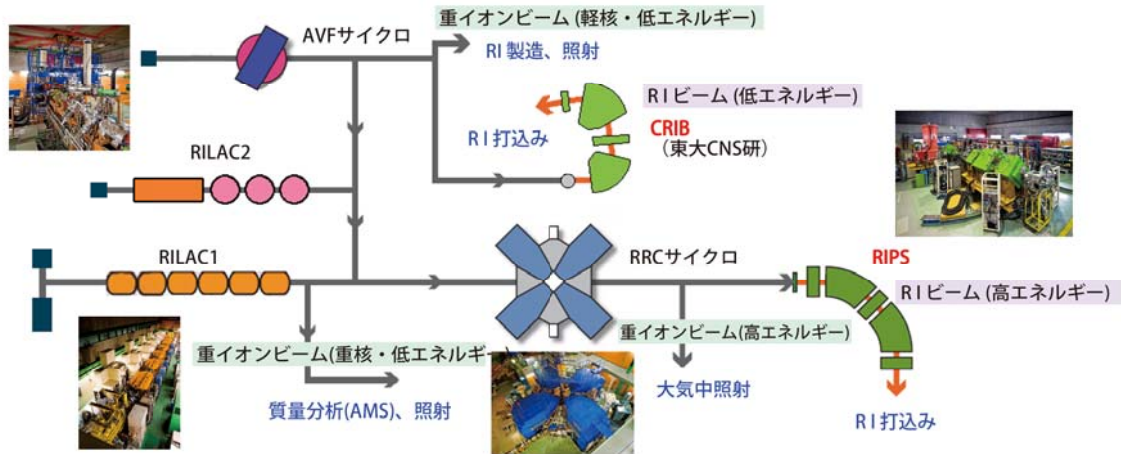 AVFサイクロ
重イオンビーム (軽核・低エネルギー)
RI 製造、照射
RIビーム (低エネルギー)
CRIB
(東大CNS研)
RI 打込み
RILAC2
RILAC1
RRCサイクロ
RIPS
RIビーム (高エネルギー)
重イオンビーム(高エネルギー)
重イオンビーム(重核・低エネルギー)
大気中照射
質量分析(AMS)、照射
RI 打込み